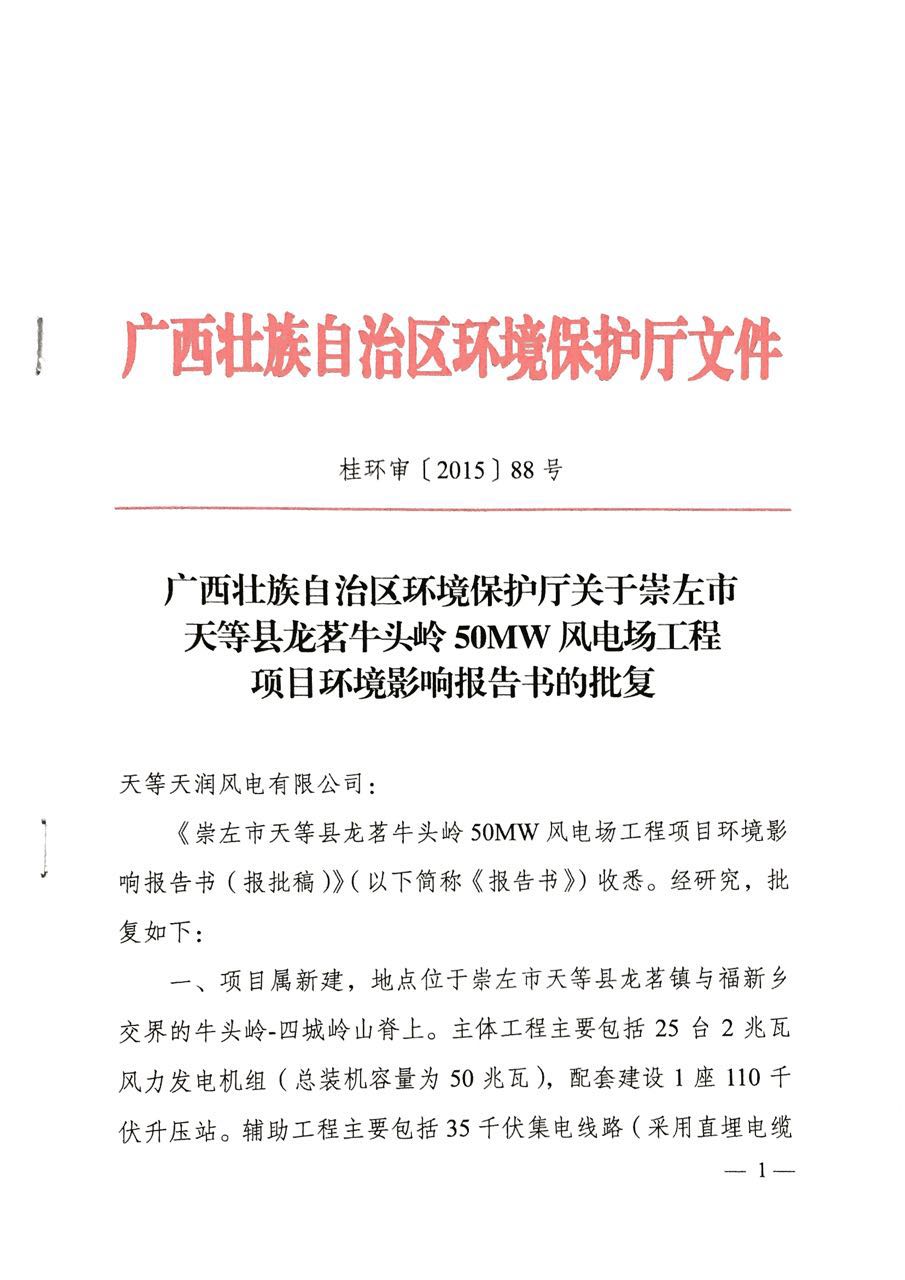 广西壮族自治区环境保护厅文件
桂环审〔2015〕88 号
广西壮族自治区环境保护厅关于崇左市
天等县龙茗牛头岭 50MW 风电场工程
项目环境影响报告书的批复
天等天润风电有限公司：
《崇左市天等县龙茗牛头岭 50MW 风电场工程项目环境影
响报告书（报批稿）》（以下简称《报告书》）收悉。经研究，批
复如下：
一、项目属新建，地点位于崇左市天等县龙茗镇与福新乡
交界的牛头岭-四城岭山脊上。主体工程主要包括 25 台 2 兆瓦
风力发电机组（总装机容量为 50 兆瓦），配套建设 1 座 110 千
伏升压站。辅助工程主要包括 35 千伏集电线路（采用直埋电缆
— 1 —